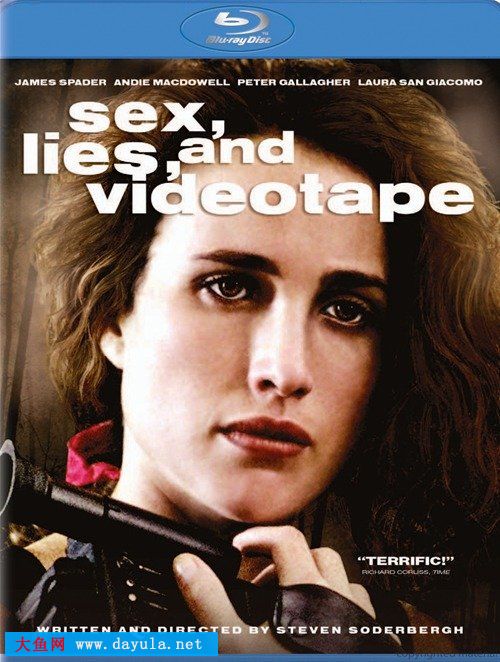 Blu-ray Disc
JAMES SPADER ANDIE MACDOWELL PETER GALLAGHER LAURA SAN GIACOMO
sex,
lies, and
videotape
“TERRIFIC!”
RICHARD CORLISS, TIME
WRITTEN AND DIRECTED BY STEVEN SODERBERGH
大鱼网 www.dayula.net